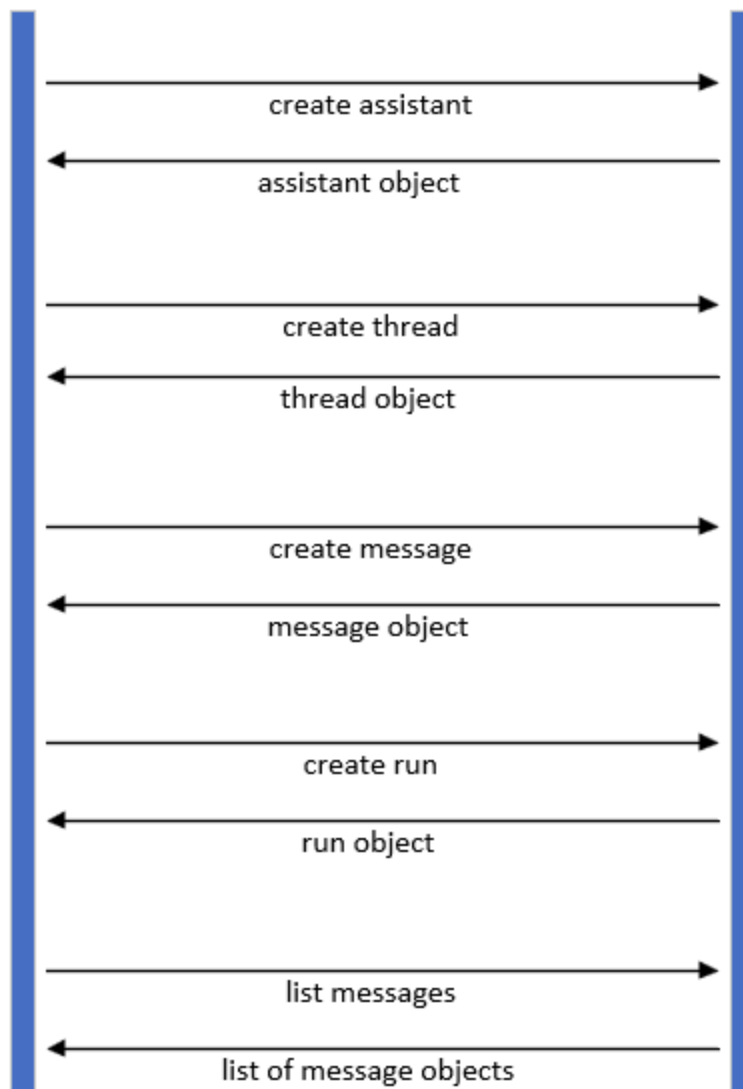 create assistant
assistant object
create thread
thread object
create message
message object
create run
run object
list messages
list of message objects